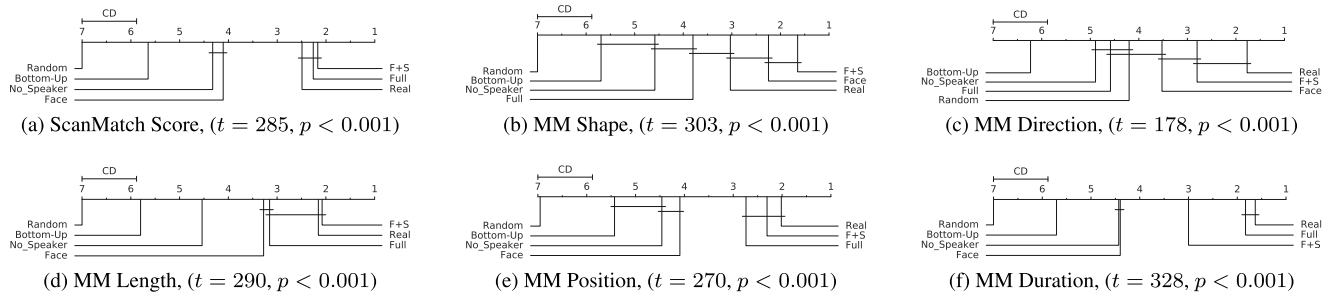 CD
7 6 5 4 3 2 1
Random
Bottom-Up
No_Speaker
Face
F+S
Full
Real
(a) ScanMatch Score, (t = 285, p < 0.001)
CD
7 6 5 4 3 2 1
Random
Bottom-Up
No_Speaker
Full
F+S
Face
Real
(b) MM Shape, (t = 303, p < 0.001)
CD
7 6 5 4 3 2 1
Bottom-Up
No_Speaker
Full
Random
Real
F+S
Face
(c) MM Direction, (t = 178, p < 0.001)
CD
7 6 5 4 3 2 1
Random
Bottom-Up
No_Speaker
Face
F+S
Real
Full
(d) MM Length, (t = 290, p < 0.001)
CD
7 6 5 4 3 2 1
Random
Bottom-Up
No_Speaker
Face
Real
F+S
Full
(e) MM Position, (t = 270, p < 0.001)
CD
7 6 5 4 3 2 1
Random
Bottom-Up
No_Speaker
Face
Real
Full
F+S
(f) MM Duration, (t = 328, p < 0.001)